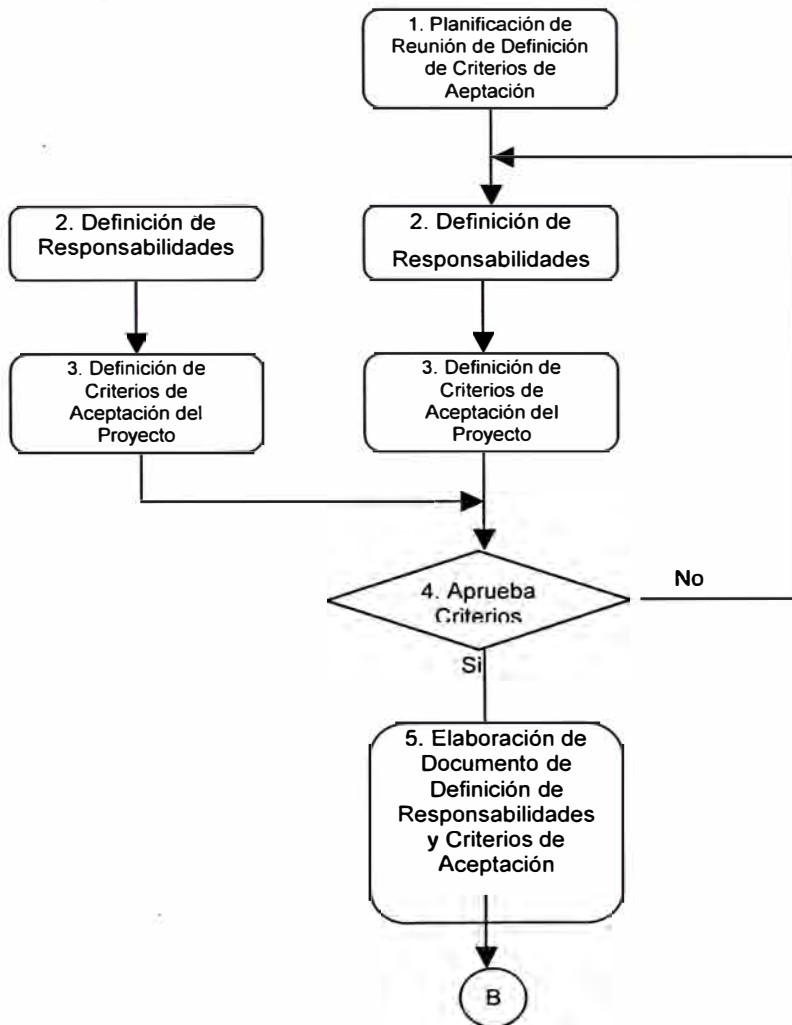 1. Planificación de
Reunión de Definición
de Criterios de
Aeptación
2. Definición de
Responsabilidades
2. Definición de
Responsabilidades
3. Definición de
Criterios de
Aceptación del
Proyecto
3. Definición de
Criterios de
Aceptación del
Proyecto
4. Aprueba
Criterios
No
Si
5. Elaboración de
Documento de
Definición de
Responsabilidades
y Criterios de
Aceptación
B